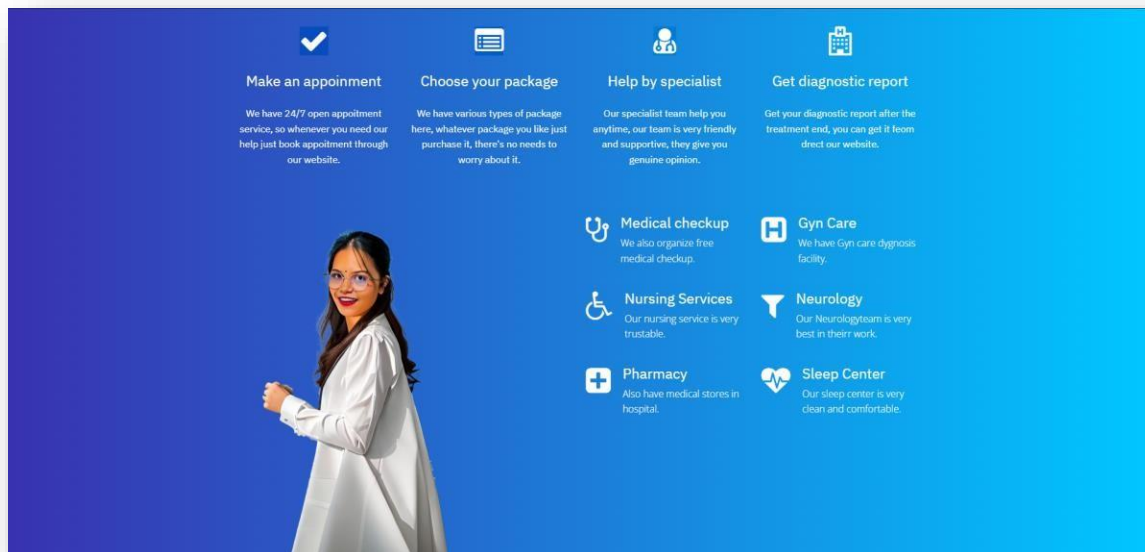 Make an appoinment
We have 24/7 open appoitment
service, so whenever you need our
help just book appoitment through
our website.
Choose your package
We have various types of package
here, whatever package you like just
purchase it, there's no needs to
worry about it.
Help by specialist
Our specialist team help you
anytime, our team is very friendly
and supportive, they give you
genuine opinion.
Get diagnostic report
Get your diagnostic report after the
treatment end, you can get it feom
drect our website.
Medical checkup
We also organize free
medical checkup.
Gyn Care
We have Gyn care dygnosis
facility.
Nursing Services
Our nursing service is very
trustable.
Neurology
Our Neurologyteam is very
best in theirr work.
Pharmacy
Also have medical stores in
hospital.
Sleep Center
Our sleep center is very
clean and comfortable.